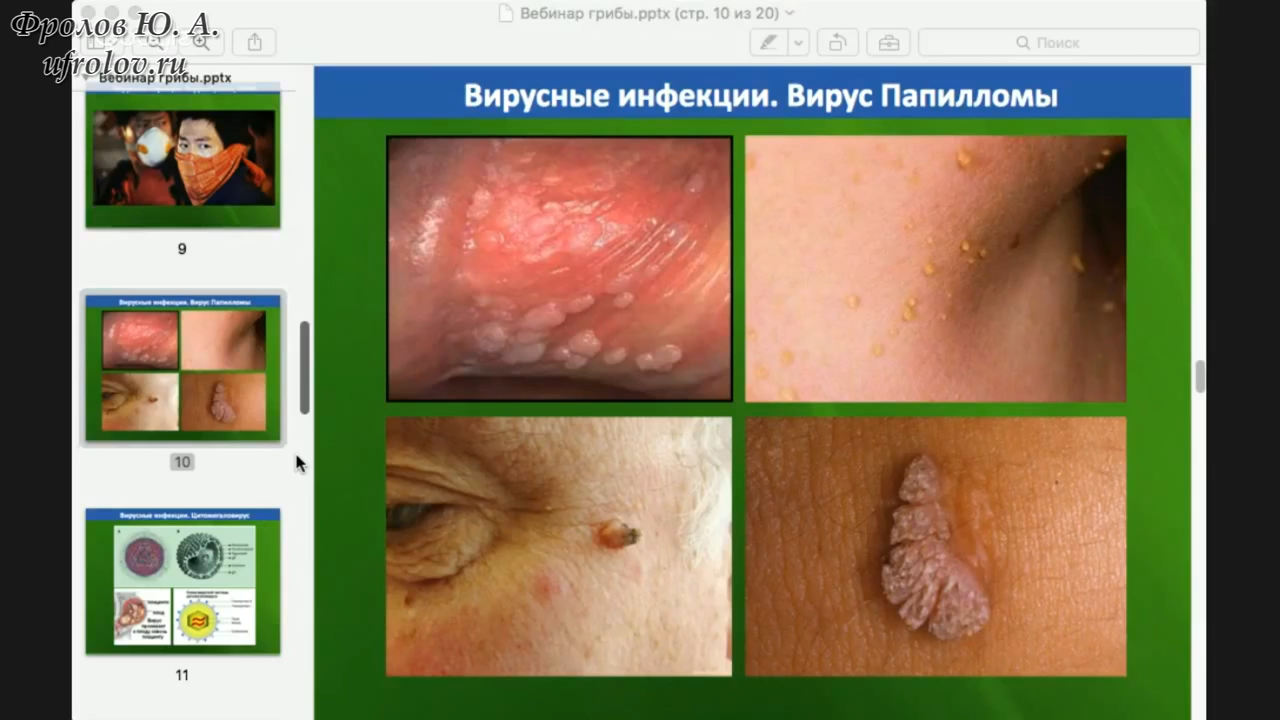 Фролов Ю. А.
ufrolov.ru
Вебинар грибы.pptx (стр. 10 из 20)
Поиск
Вебинар грибы.pptx
9
Вирусные инфекции. Вирус Папилломы
10
Вирусные инфекции. Цитомегаловирус
11
Вирусные инфекции. Вирус Папилломы